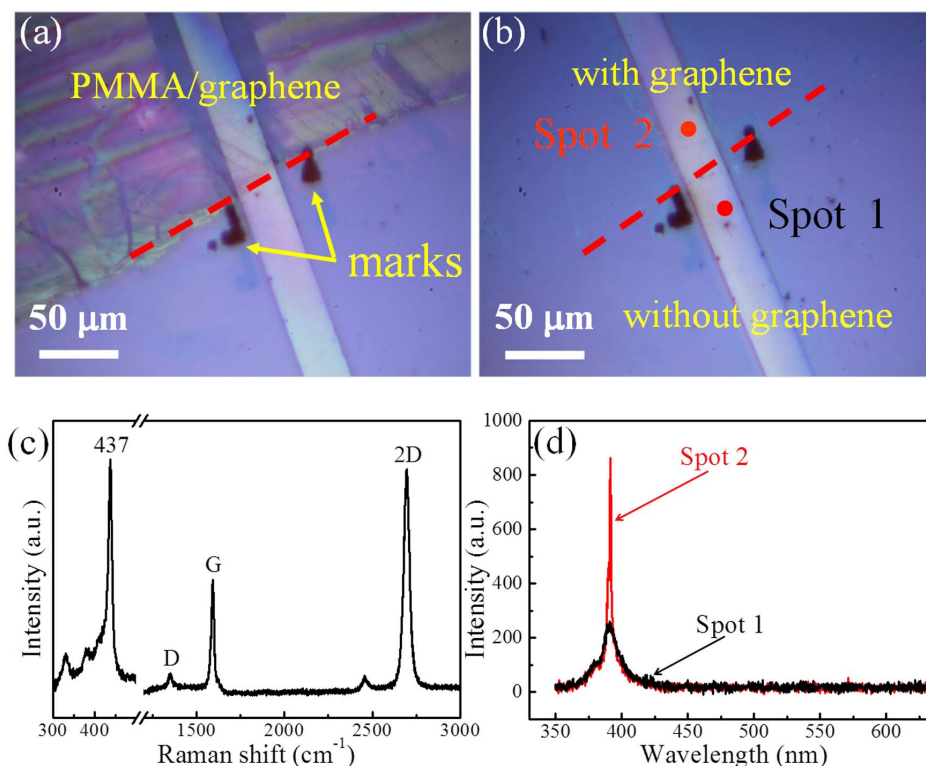 (a)
PMMA/graphene
marks
50 μm
(b)
with graphene
Spot 2
Spot 1
without graphene
50 μm
(c)
437
D
G
2D
Intensity (a.u.)
300 400 1500 2000 2500 3000
Raman shift (cm⁻¹)
(d)
1000
800
600
400
200
0
Spot 2
Spot 1
Intensity (a.u.)
350 400 450 500 550 600
Wavelength (nm)